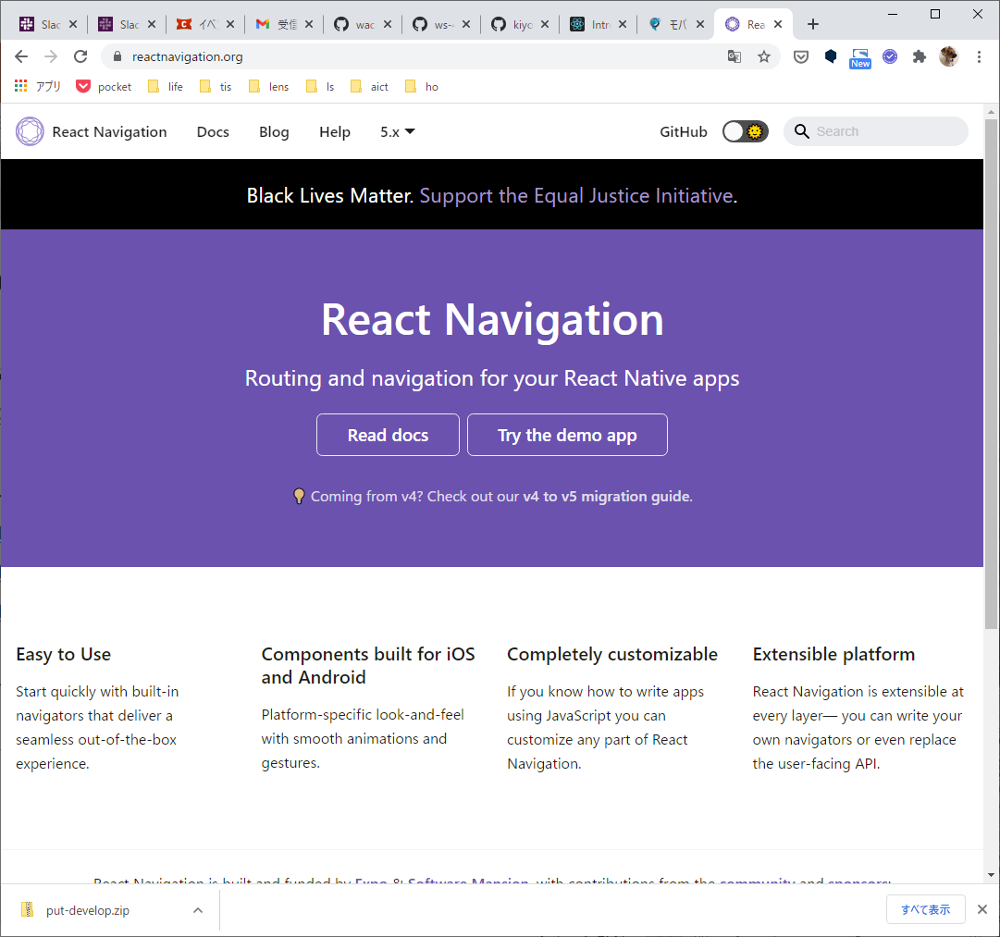 Slac
Slac
イベ
受信
wac
ws-
kiyo
Intr
モバ
Rea
reactnavigation.org
New
アプリ
pocket
life
tis
lens
ls
aict
ho
React Navigation
Docs
Blog
Help
5.x
GitHub
Search
Black Lives Matter. Support the Equal Justice Initiative.
React Navigation
Routing and navigation for your React Native apps
Read docs
Try the demo app
Coming from v4? Check out our v4 to v5 migration guide.
Easy to Use
Start quickly with built-in
navigators that deliver a
seamless out-of-the-box
experience.
Components built for iOS
and Android
Platform-specific look-and-feel
with smooth animations and
gestures.
Completely customizable
If you know how to write apps
using JavaScript you can
customize any part of React
Navigation.
Extensible platform
React Navigation is extensible at
every layer— you can write your
own navigators or even replace
the user-facing API.
React Navigation is built and funded by Expo & Software Mansion, with contributions from the community and sponsors:
put-develop.zip
すべて表示